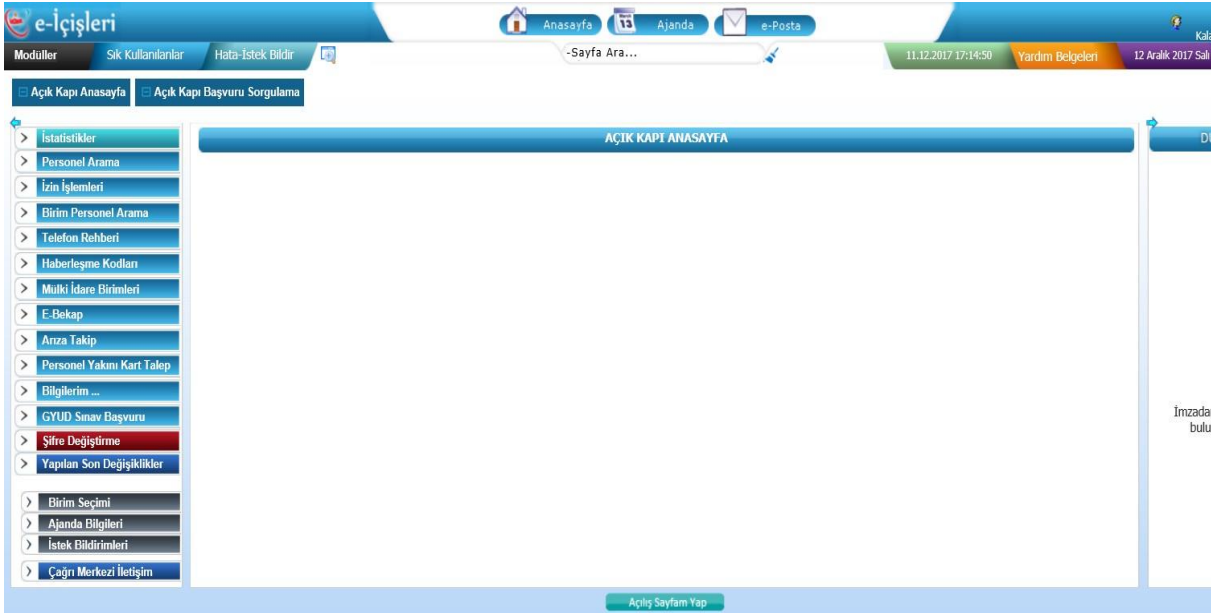 e-İçişleri
Anasayfa
13
Ajanda
e-Posta
Modüller
Sık Kullanılanlar
Hata-İstek Bildir
-Sayfa Ara...
11.12.2017 17:14:50
Yardım Belgeleri
12 Aralık 2017 Salı
Açık Kapı Anasayfa
Açık Kapı Başvuru Sorgulama
İstatistikler
Personel Arama
İzin İşlemleri
Birim Personel Arama
Telefon Rehberi
Haberleşme Kodları
Mülki İdare Birimleri
E-Bekap
Arıza Takip
Personel Yakını Kart Talep
Bilgilerim ...
GYUD Sınav Başvuru
Şifre Değiştirme
Yapılan Son Değişiklikler
Birim Seçimi
Ajanda Bilgileri
İstek Bildirimleri
Çağrı Merkezi İletişim
AÇIK KAPI ANASAYFA
Açılış Sayfam Yap